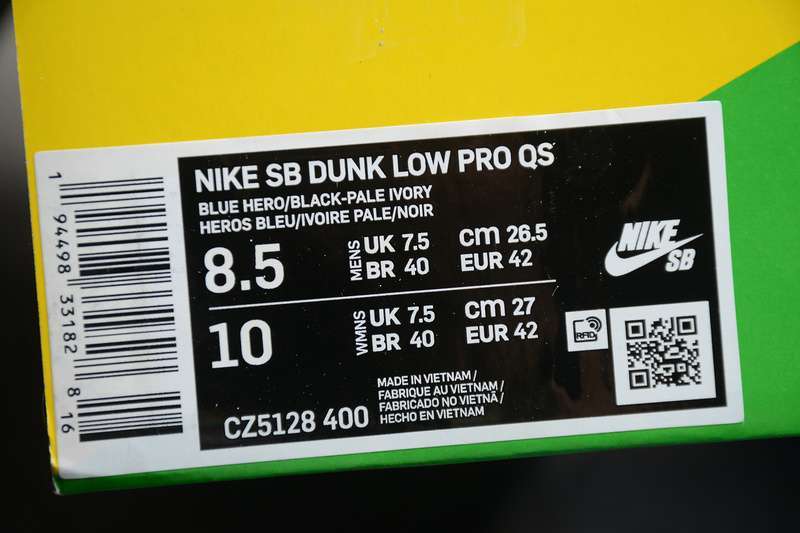 1 94498 33182 8 16
NIKE SB DUNK LOW PRO QS
BLUE HERO/BLACK-PALE IVORY
HEROS BLEU/IVOIRE PALE/NOIR
8.5 MENS UK 7.5 cm 26.5
BR 40 EUR 42
10 WMNS UK 7.5 cm 27
BR 40 EUR 42
NIKE
SB
RFID
CZ5128 400
MADE IN VIETNAM /
FABRIQUE AU VIETNAM /
FABRICADO NO VIETNÃ /
HECHO EN VIETNAM